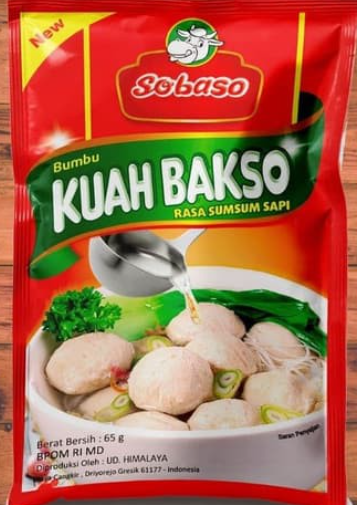 New
Sobaso
Bumbu
KUAH BAKSO
RASA SUMSUM SAPI
Saran Penyajian
Berat Bersih : 65 g
BPOM RI MD
Diproduksi Oleh : UD. HIMALAYA
Cangkir, Driyorejo Gresik 61177 - Indonesia